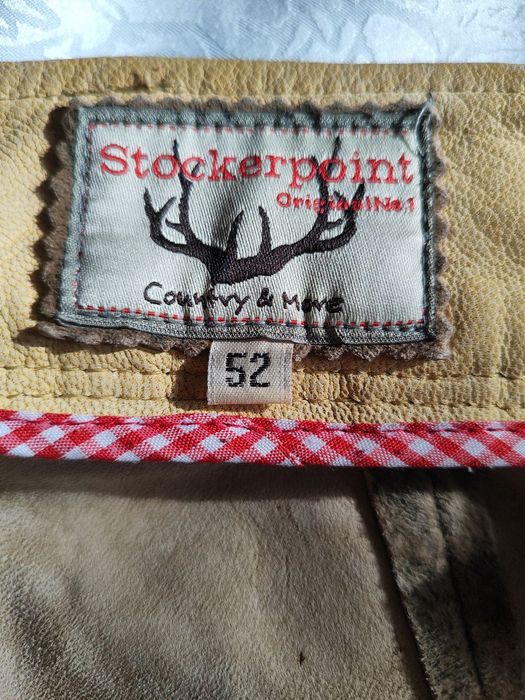 Stockerpoint
Original No.1
Country & More
52